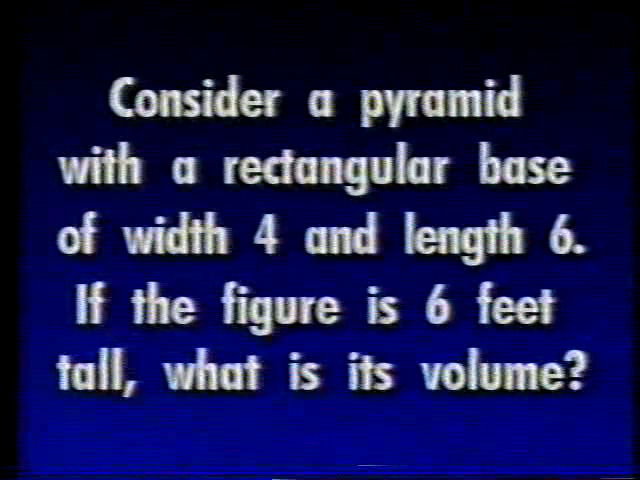 Consider a pyramid
with a rectangular base
of width 4 and length 6.
If the figure is 6 feet
tall, what is its volume?